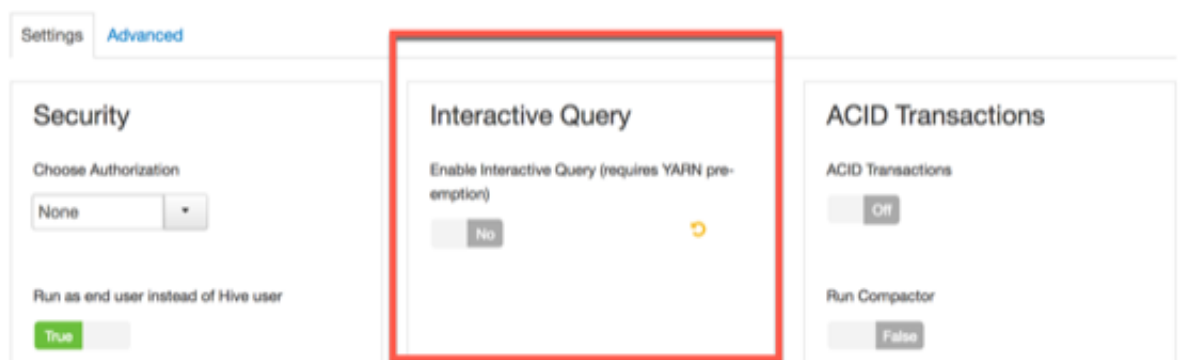 Settings Advanced
Security
Choose Authorization
None
Run as end user instead of Hive user
True
Interactive Query
Enable Interactive Query (requires YARN pre-
emption)
No
ACID Transactions
ACID Transactions
Off
Run Compactor
False